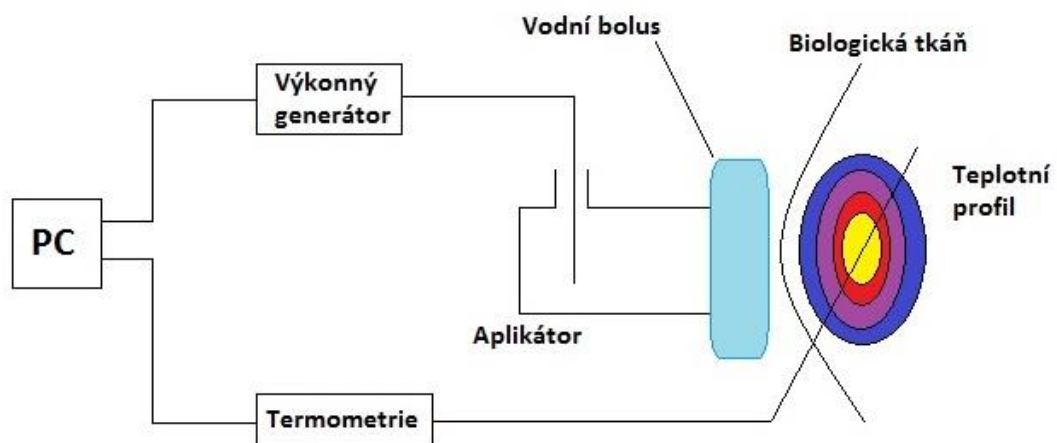 Vodní bolus
Biologická tkáň
Výkonný
generátor
Teplotní
profil
PC
Aplikátor
Termometrie